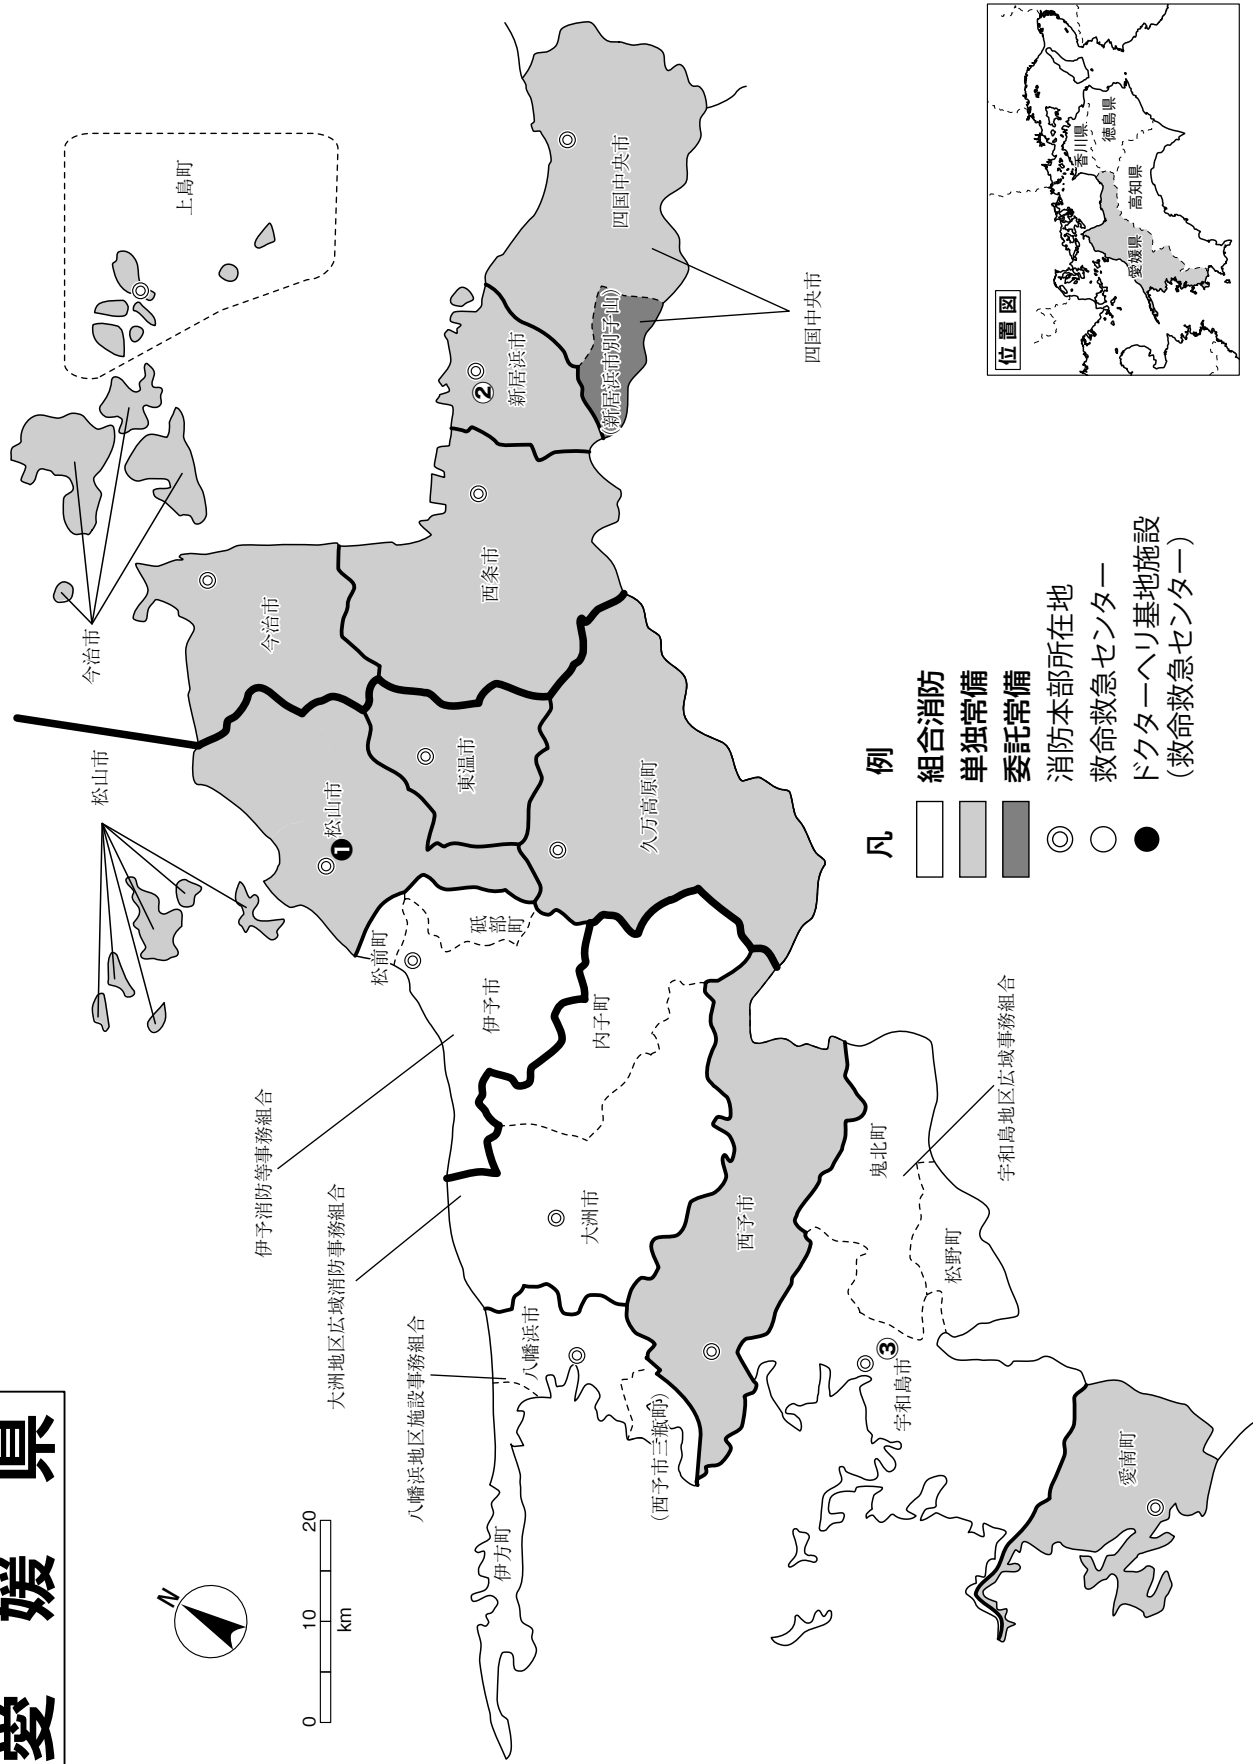 愛媛県
N
0 10 20
km
上島町
今治市
松山市
今治市
西条市
②
新居浜市
(新居浜市別子山)
四国中央市
四国中央市
松山市
❶
東温市
久万高原町
松前町
砥部町
伊予市
内子町
伊予消防等事務組合
大洲地区広域消防事務組合
大洲市
八幡浜地区施設事務組合
八幡浜市
伊方町
(西予市三瓶町)
西予市
鬼北町
松野町
宇和島地区広域事務組合
③
宇和島市
愛南町
凡 例
組合消防
単独常備
委託常備
消防本部所在地
救命救急センター
ドクターヘリ基地施設
(救命救急センター)
位置図
愛媛県
香川県
徳島県
高知県